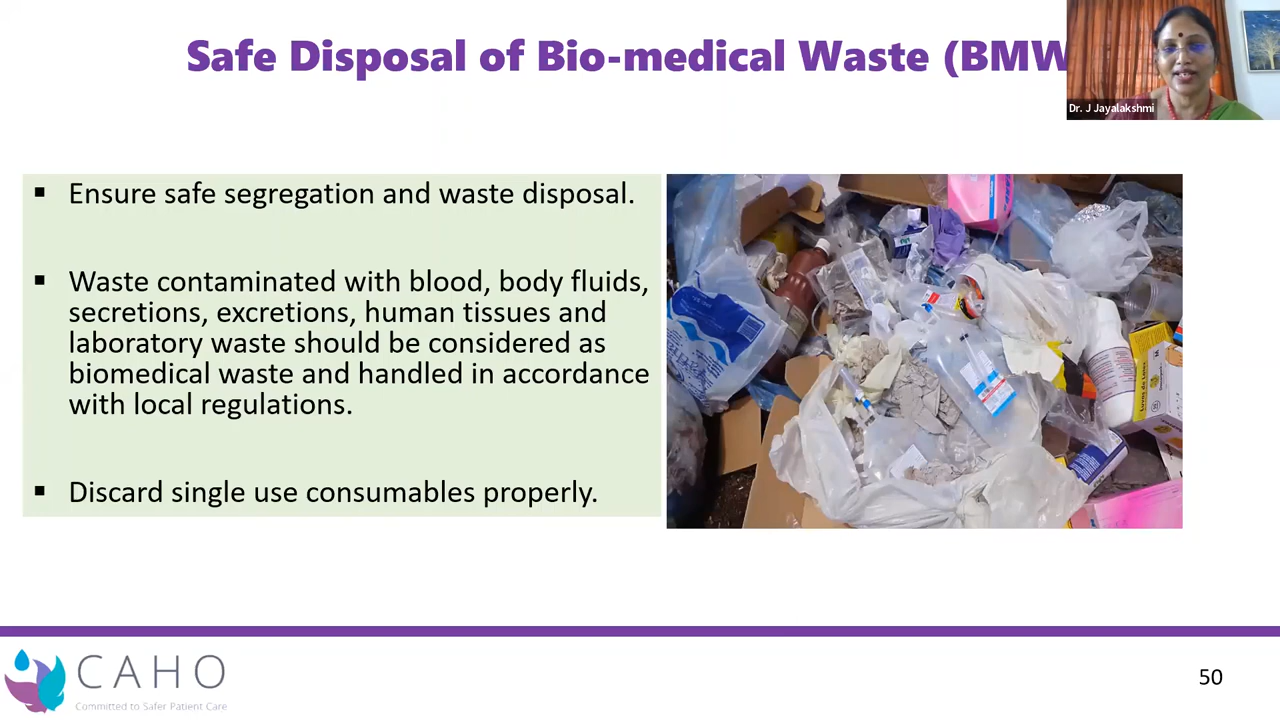 Safe Disposal of Bio-medical Waste (BMW
Dr. J Jayalakshmi
▪ Ensure safe segregation and waste disposal.
▪ Waste contaminated with blood, body fluids,
secretions, excretions, human tissues and
laboratory waste should be considered as
biomedical waste and handled in accordance
with local regulations.
▪ Discard single use consumables properly.
CAHO
Committed to Safer Patient Care
50